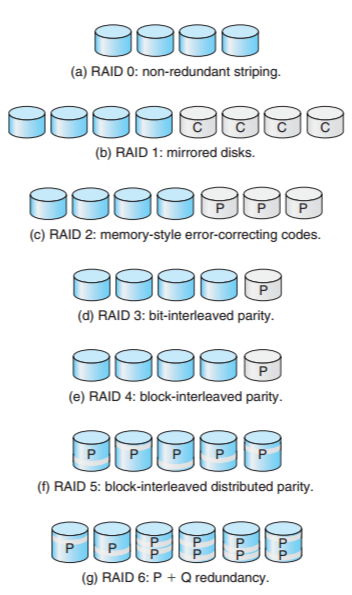 (a) RAID 0: non-redundant striping.
C C C C
(b) RAID 1: mirrored disks.
P P P
(c) RAID 2: memory-style error-correcting codes.
P
(d) RAID 3: bit-interleaved parity.
P
(e) RAID 4: block-interleaved parity.
P P P P P
(f) RAID 5: block-interleaved distributed parity.
P P P P P P
P P P P
(g) RAID 6: P + Q redundancy.